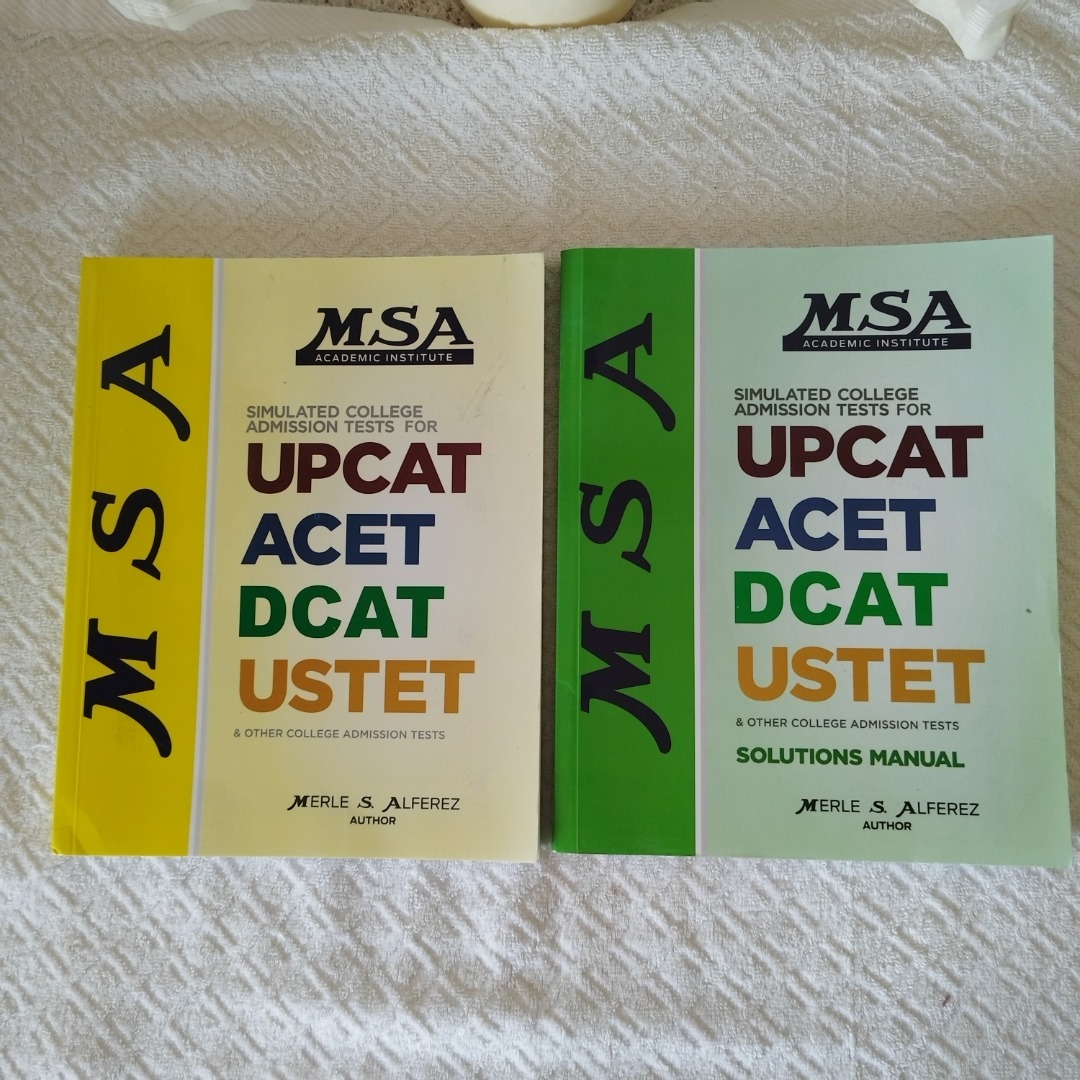 M S A
MSA
ACADEMIC INSTITUTE
SIMULATED COLLEGE
ADMISSION TESTS FOR
UPCAT
ACET
DCAT
USTET
& OTHER COLLEGE ADMISSION TESTS
MERLE S. ALFEREZ
AUTHOR
M S A
MSA
ACADEMIC INSTITUTE
SIMULATED COLLEGE
ADMISSION TESTS FOR
UPCAT
ACET
DCAT
USTET
& OTHER COLLEGE ADMISSION TESTS
SOLUTIONS MANUAL
MERLE S. ALFEREZ
AUTHOR